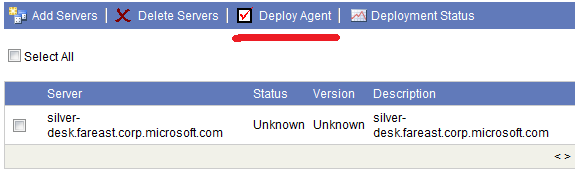 Add Servers | Delete Servers | Deploy Agent | Deployment Status
Select All
Server Status Version Description
silver- silver-
desk.fareast.corp.microsoft.com Unknown Unknown desk.fareast.corp.microsoft.com
< >